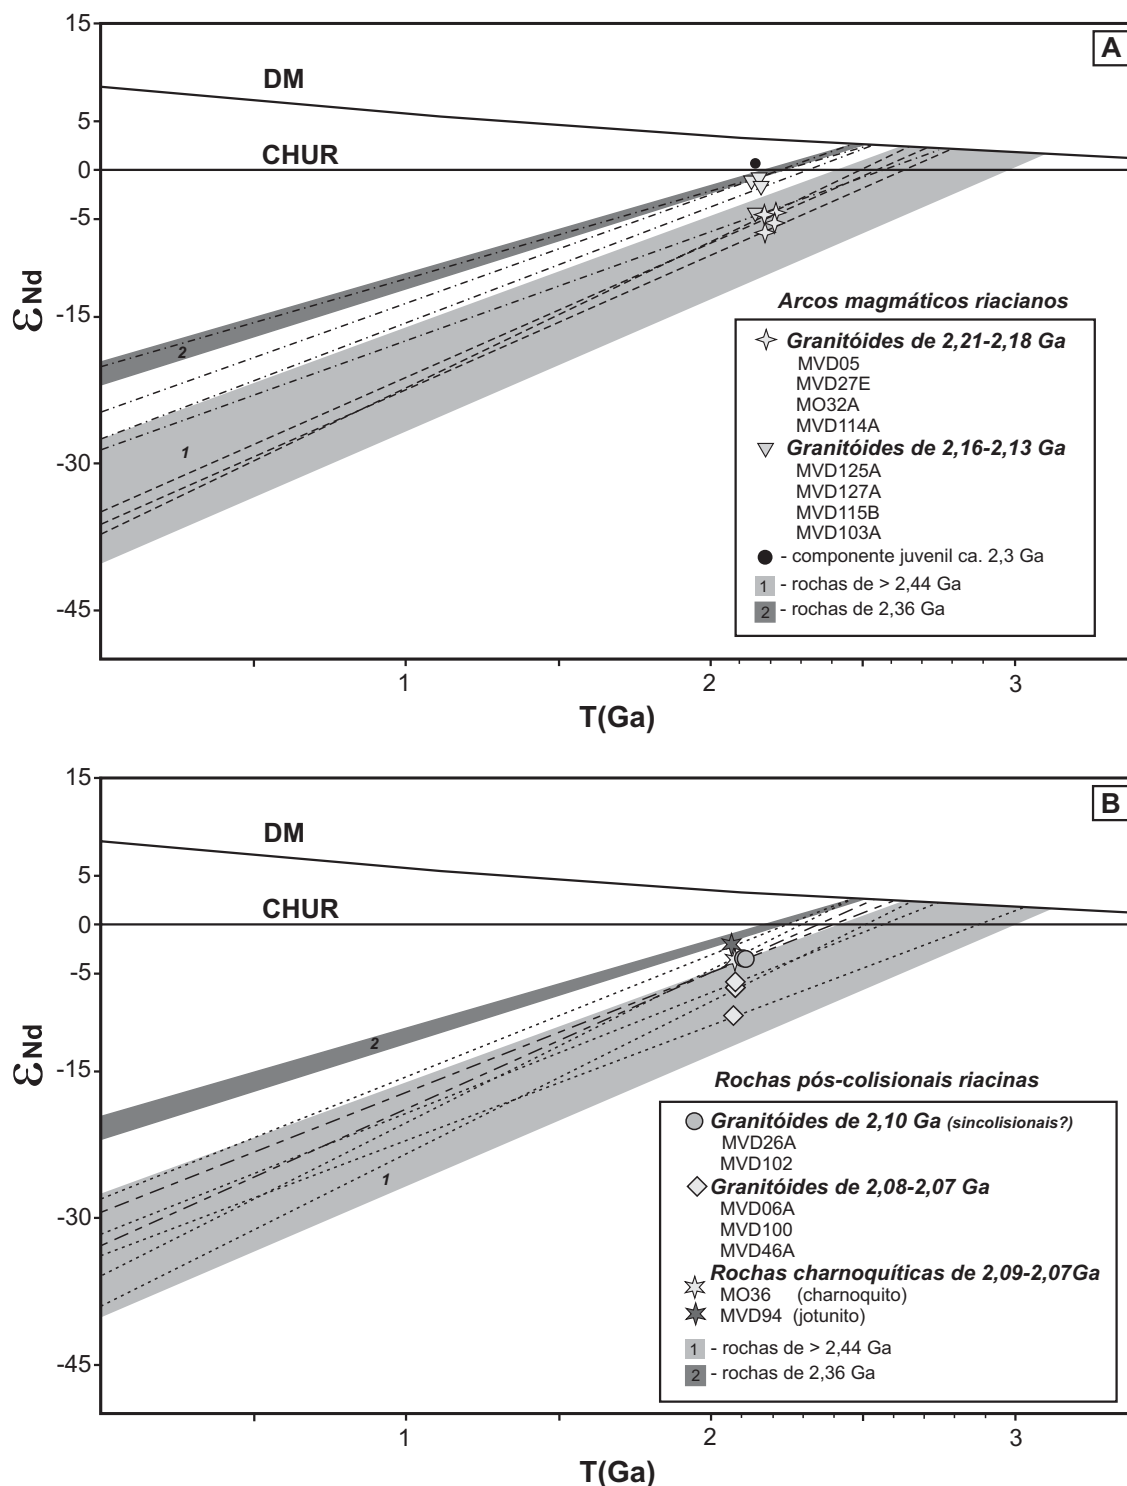 15
A
DM
5
CHUR
0
-5
εNd
-15
Arcos magmáticos riacianos
Granitóides de 2,21-2,18 Ga
MVD05
MVD27E
MO32A
MVD114A
Granitóides de 2,16-2,13 Ga
MVD125A
MVD127A
MVD115B
MVD103A
- componente juvenil ca. 2,3 Ga
1 - rochas de > 2,44 Ga
2 - rochas de 2,36 Ga
2
1
-30
-45
1
2
3
T(Ga)
15
B
DM
5
CHUR
0
-5
εNd
-15
2
Rochas pós-colisionais riacinas
Granitóides de 2,10 Ga (sincolisionais?)
MVD26A
MVD102
Granitóides de 2,08-2,07 Ga
MVD06A
MVD100
MVD46A
Rochas charnoquíticas de 2,09-2,07Ga
MO36 (charnoquito)
MVD94 (jotunito)
1 - rochas de > 2,44 Ga
2 - rochas de 2,36 Ga
1
-30
-45
1
2
3
T(Ga)